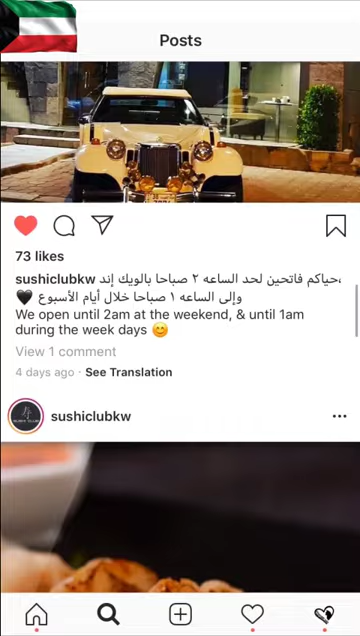 Posts
73 likes
sushiclubkw حياكم فاتحين لحد الساعه ٢ صباحا بالويك إند،
وإلى الساعه ١ صباحا خلال أيام الأسبوع 🖤
We open until 2am at the weekend, & until 1am
during the week days 😊
View 1 comment
4 days ago · See Translation
sushiclubkw